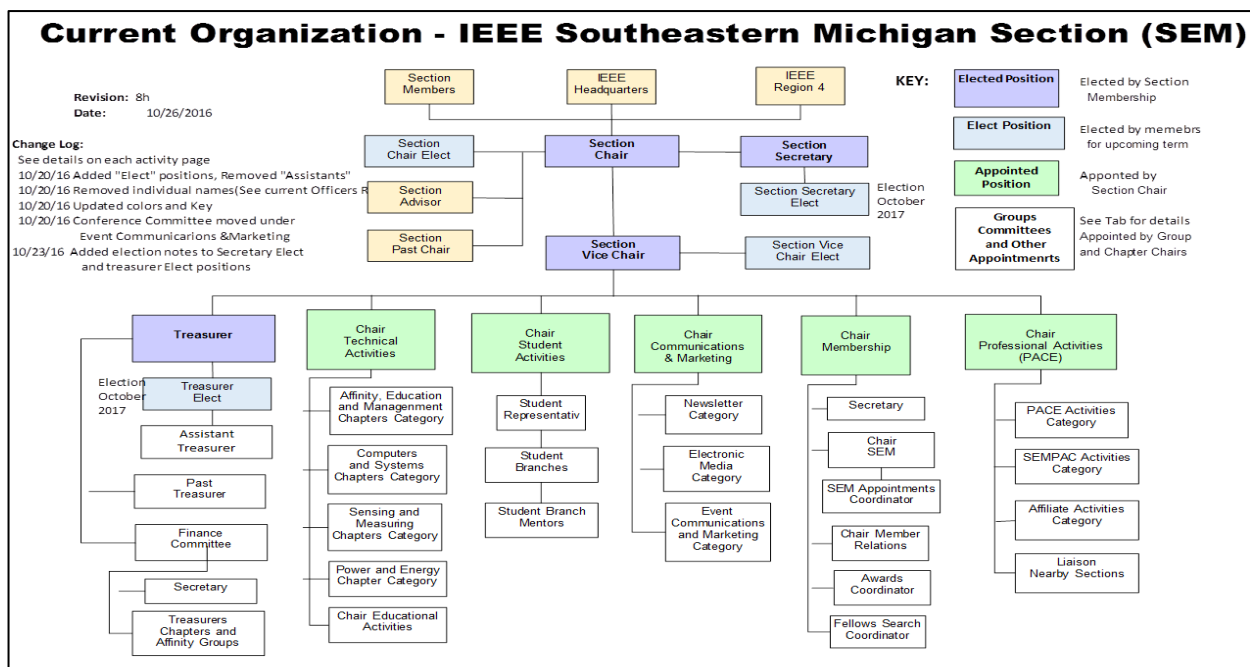 Current Organization - IEEE Southeastern Michigan Section (SEM)
Revision: 8h
Date: 10/26/2016
Change Log:
See details on each activity page
10/20/16 Added "Elect" positions, Removed "Assistants"
10/20/16 Removed individual names(See current Officers R
10/20/16 Updated colors and Key
10/20/16 Conference Committee moved under
Event Communicarions &Marketing
10/23/16 Added election notes to Secretary Elect
and treasurer Elect positions
Section
Members
IEEE
Headquarters
IEEE
Region 4
KEY:
Elected Position
Elected by Section
Membership
Elect Position
Elected by memebrs
for upcoming term
Appointed
Position
Apponted by
Section Chair
Groups
Committees
and Other
Appointmenrts
See Tab for details
Appointed by Group
and Chapter Chairs
Section
Chair Elect
Section
Chair
Section
Secretary
Section
Advisor
Section Secretary
Elect
Election
October
2017
Section
Past Chair
Section
Vice Chair
Section Vice
Chair Elect
Treasurer
Election
October
2017
Treasurer
Elect
Assistant
Treasurer
Past
Treasurer
Finance
Committee
Secretary
Treasurers
Chapters and
Affinity Groups
Chair
Technical
Activities
Affinity, Education
and Managenment
Chapters Category
Computers
and Systems
Chapters Category
Sensing and
Measuring
Chapters Category
Power and Energy
Chapter Category
Chair Educational
Activities
Chair
Student
Activities
Student
Representativ
Student
Branches
Student Branch
Mentors
Chair
Communications
& Marketing
Newsletter
Category
Electronic
Media
Category
Event
Communications
and Marketing
Category
Chair
Membership
Secretary
Chair
SEM
SEM Appointments
Coordinator
Chair Member
Relations
Awards
Coordinator
Fellows Search
Coordinator
Chair
Professional Activities
(PACE)
PACE Activities
Category
SEMPAC Activities
Category
Affiliate Activities
Category
Liaison
Nearby Sections